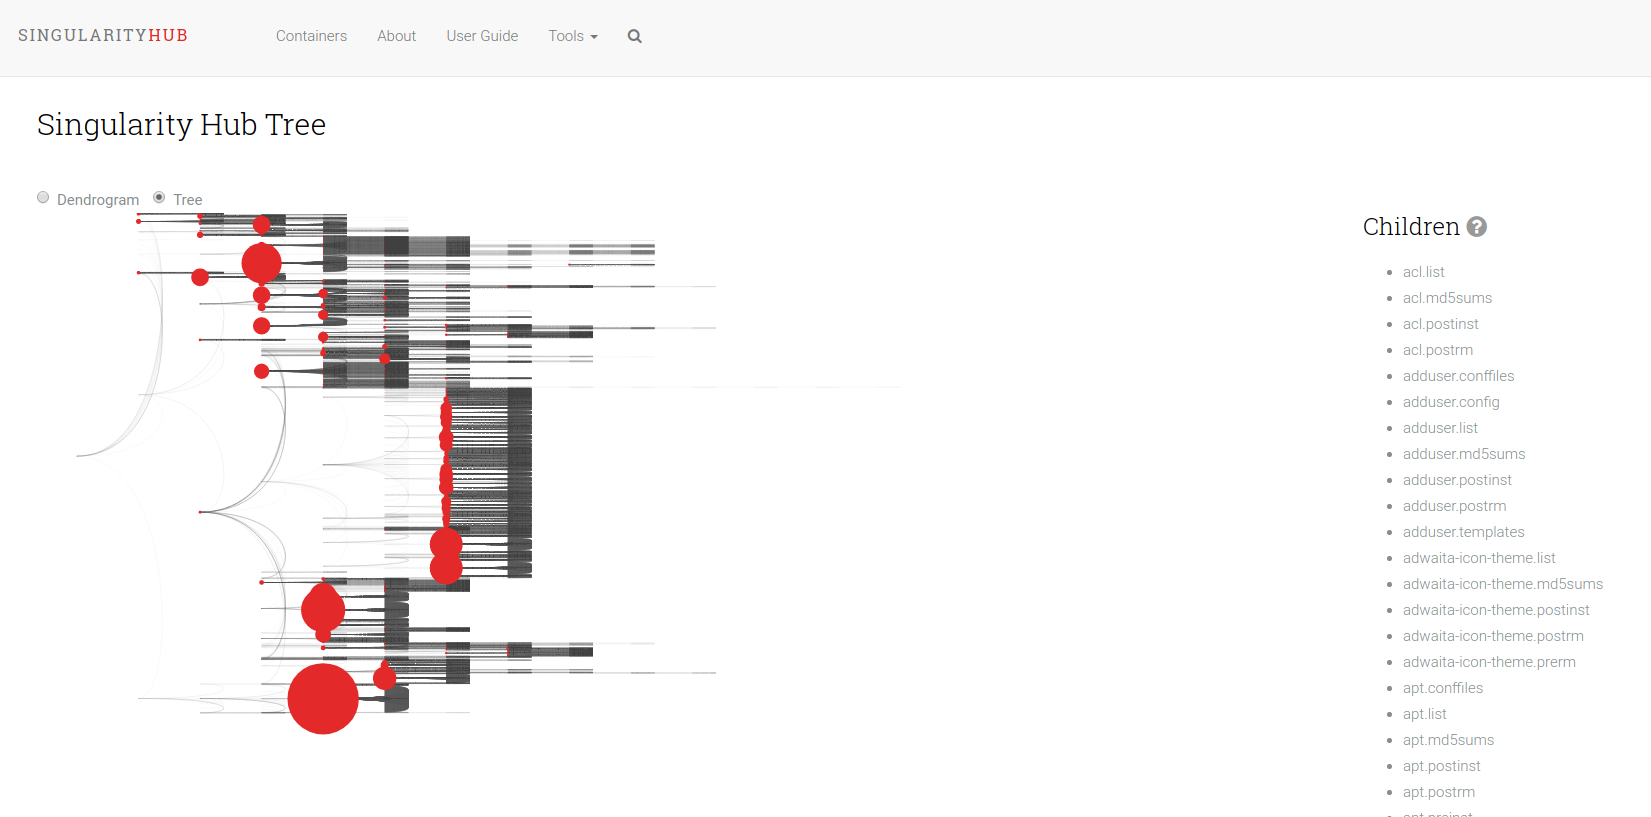 SINGULARITYHUB Containers About User Guide Tools
Singularity Hub Tree
Dendrogram Tree
Children ?
acl.list
acl.md5sums
acl.postinst
acl.postrm
adduser.conffiles
adduser.config
adduser.list
adduser.md5sums
adduser.postinst
adduser.postrm
adduser.templates
adwaita-icon-theme.list
adwaita-icon-theme.md5sums
adwaita-icon-theme.postinst
adwaita-icon-theme.postrm
adwaita-icon-theme.prerm
apt.conffiles
apt.list
apt.md5sums
apt.postinst
apt.postrm